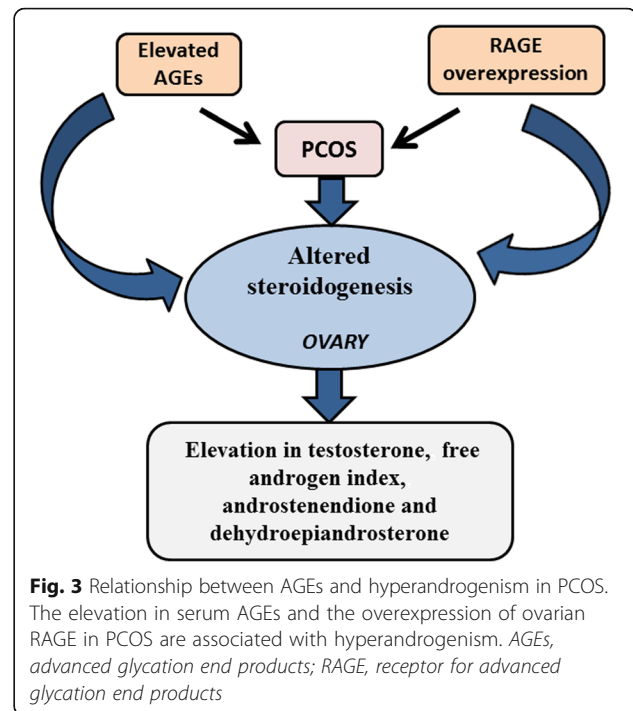 Elevated
AGEs
RAGE
overexpression
PCOS
Altered
steroidogenesis
OVARY
Elevation in testosterone, free
androgen index,
androstenendione and
dehydroepiandrosterone
Fig. 3 Relationship between AGEs and hyperandrogenism in PCOS.
The elevation in serum AGEs and the overexpression of ovarian
RAGE in PCOS are associated with hyperandrogenism. AGEs,
advanced glycation end products; RAGE, receptor for advanced
glycation end products